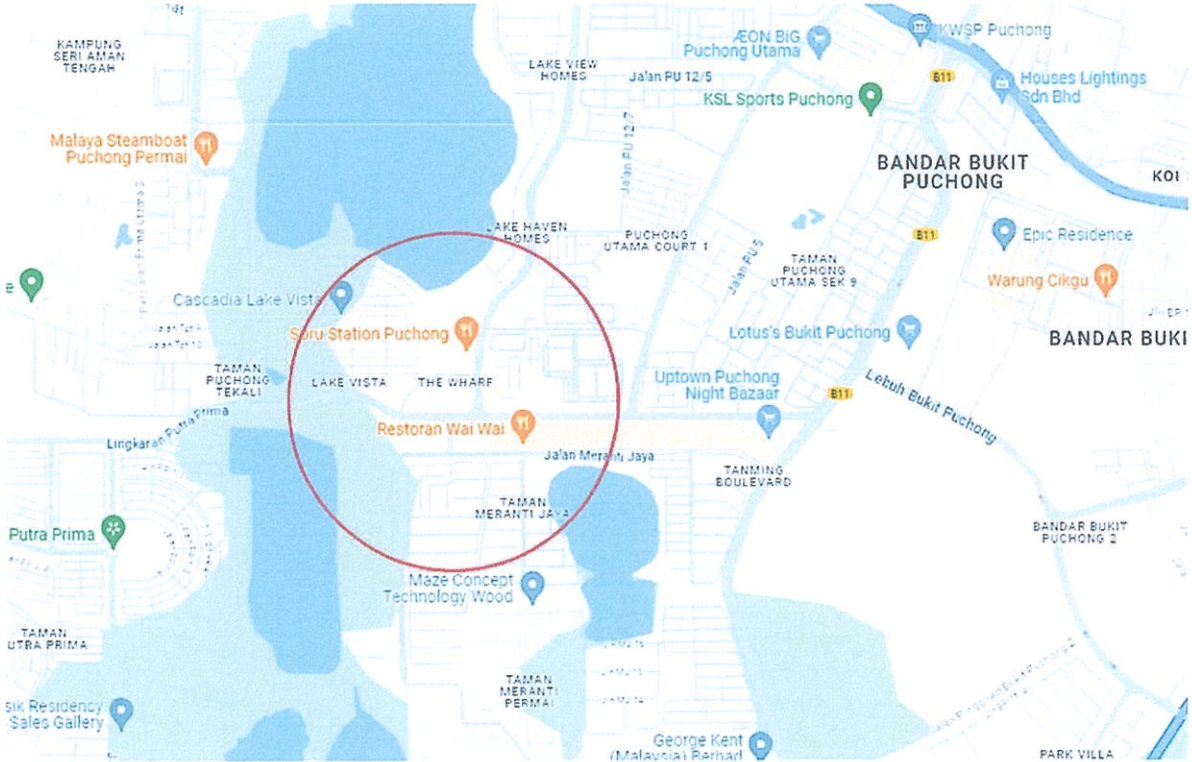 KAMPUNG
SERI AMAN
TENGAH
LAKE VIEW
HOMES
ÆON BiG
Puchong Utama
Jalan PU 12/5
KWSP Puchong
B11
Houses Lightings
Sdn Bhd
KSL Sports Puchong
Malaya Steamboat
Puchong Permai
Jalan PU 12/7
BANDAR BUKIT
PUCHONG
KOI
LAKE HAVEN
HOMES
PUCHONG
UTAMA COURT 1
B11
Epic Residence
Jalan PU 5
TAMAN
PUCHONG
UTAMA SEK 9
Warung Cikgu
e
Cascadia Lake Vista
Soru Station Puchong
Lotus's Bukit Puchong
BANDAR BUKI
TAMAN
PUCHONG
TEKALI
LAKE VISTA
THE WHARF
Uptown Puchong
Night Bazaar
B11
Lebuh Bukit Puchong
Lingkaran Putra Prima
Restoran Wai Wai
Jalan Meranti Jaya
TANMING
BOULEVARD
TAMAN
MERANTI JAYA
Putra Prima
BANDAR BUKIT
PUCHONG 2
Maze Concept
Technology Wood
TAMAN
UTRA PRIMA
TAMAN
MERANTI
PERMAI
sik Residency
Sales Gallery
George Kent
(Malaysia) Berhad
PARK VILLA